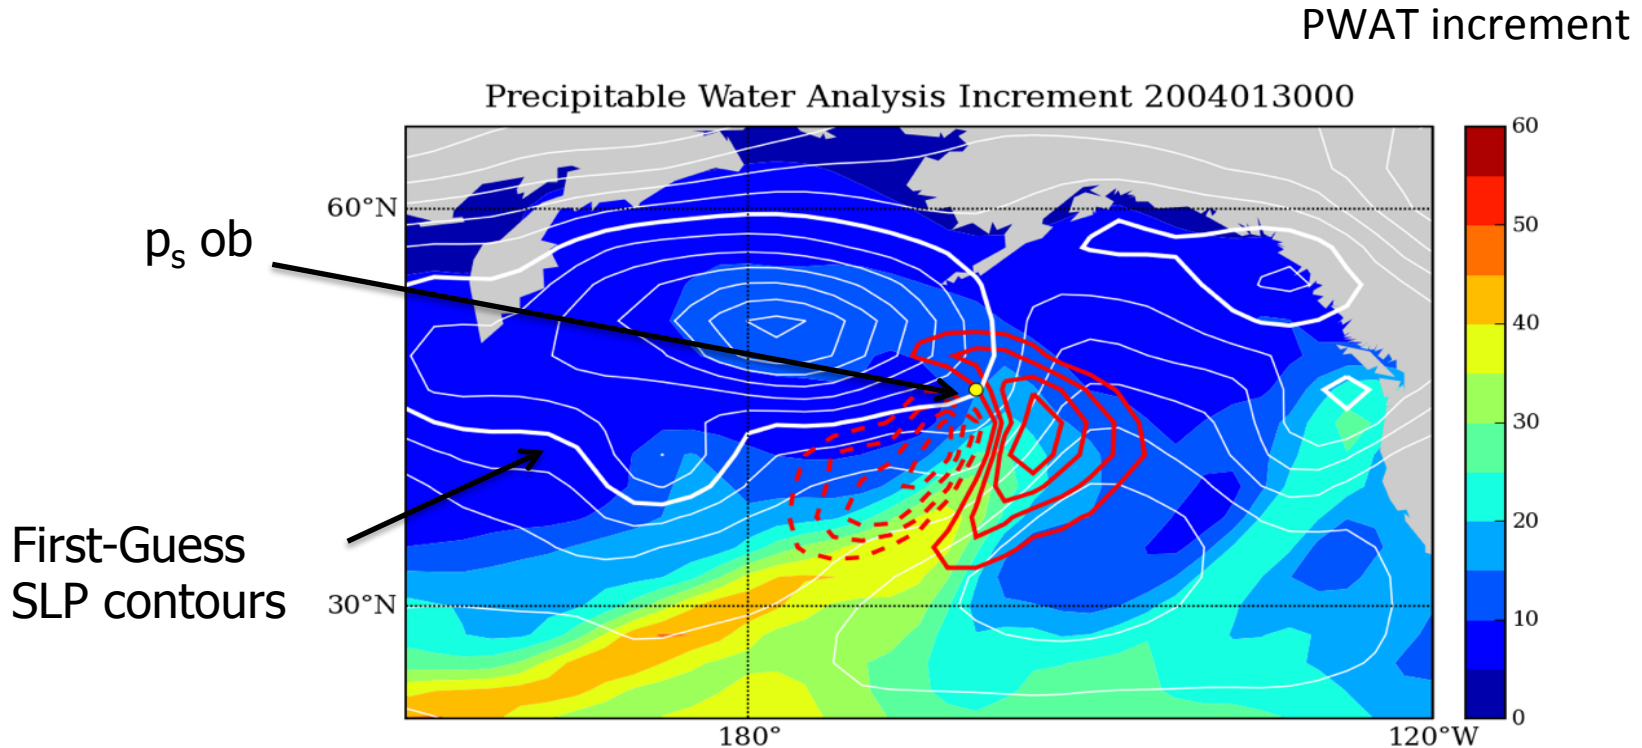 PWAT increment
Precipitable Water Analysis Increment 2004013000
60
60°N
50
p_s ob
40
30
First-Guess
SLP contours
20
30°N
10
0
180°
120°W